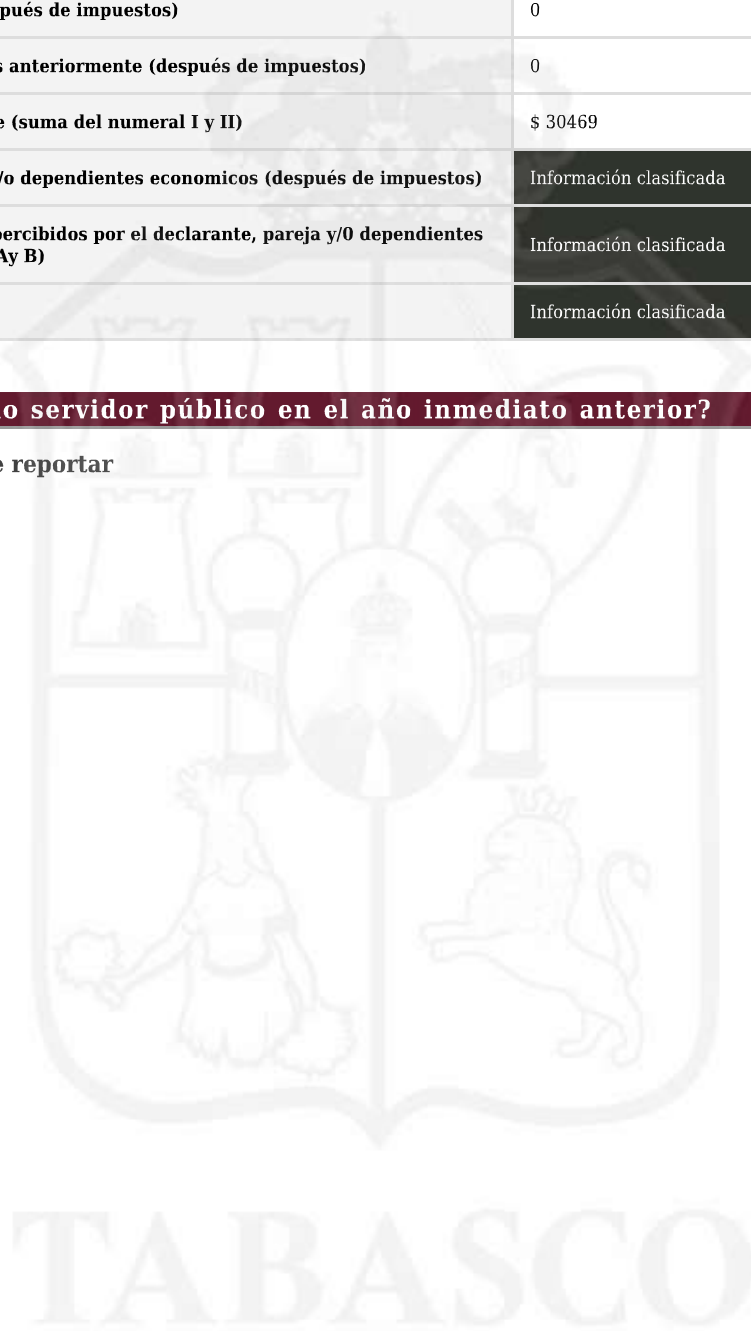 pués de impuestos) 0
s anteriormente (después de impuestos) 0
e (suma del numeral I y II) $ 30469
/o dependientes economicos (después de impuestos) Información clasificada
percibidos por el declarante, pareja y/0 dependientes Información clasificada
Ay B)
Información clasificada
o servidor público en el año inmediato anterior?
e reportar
TABASCO